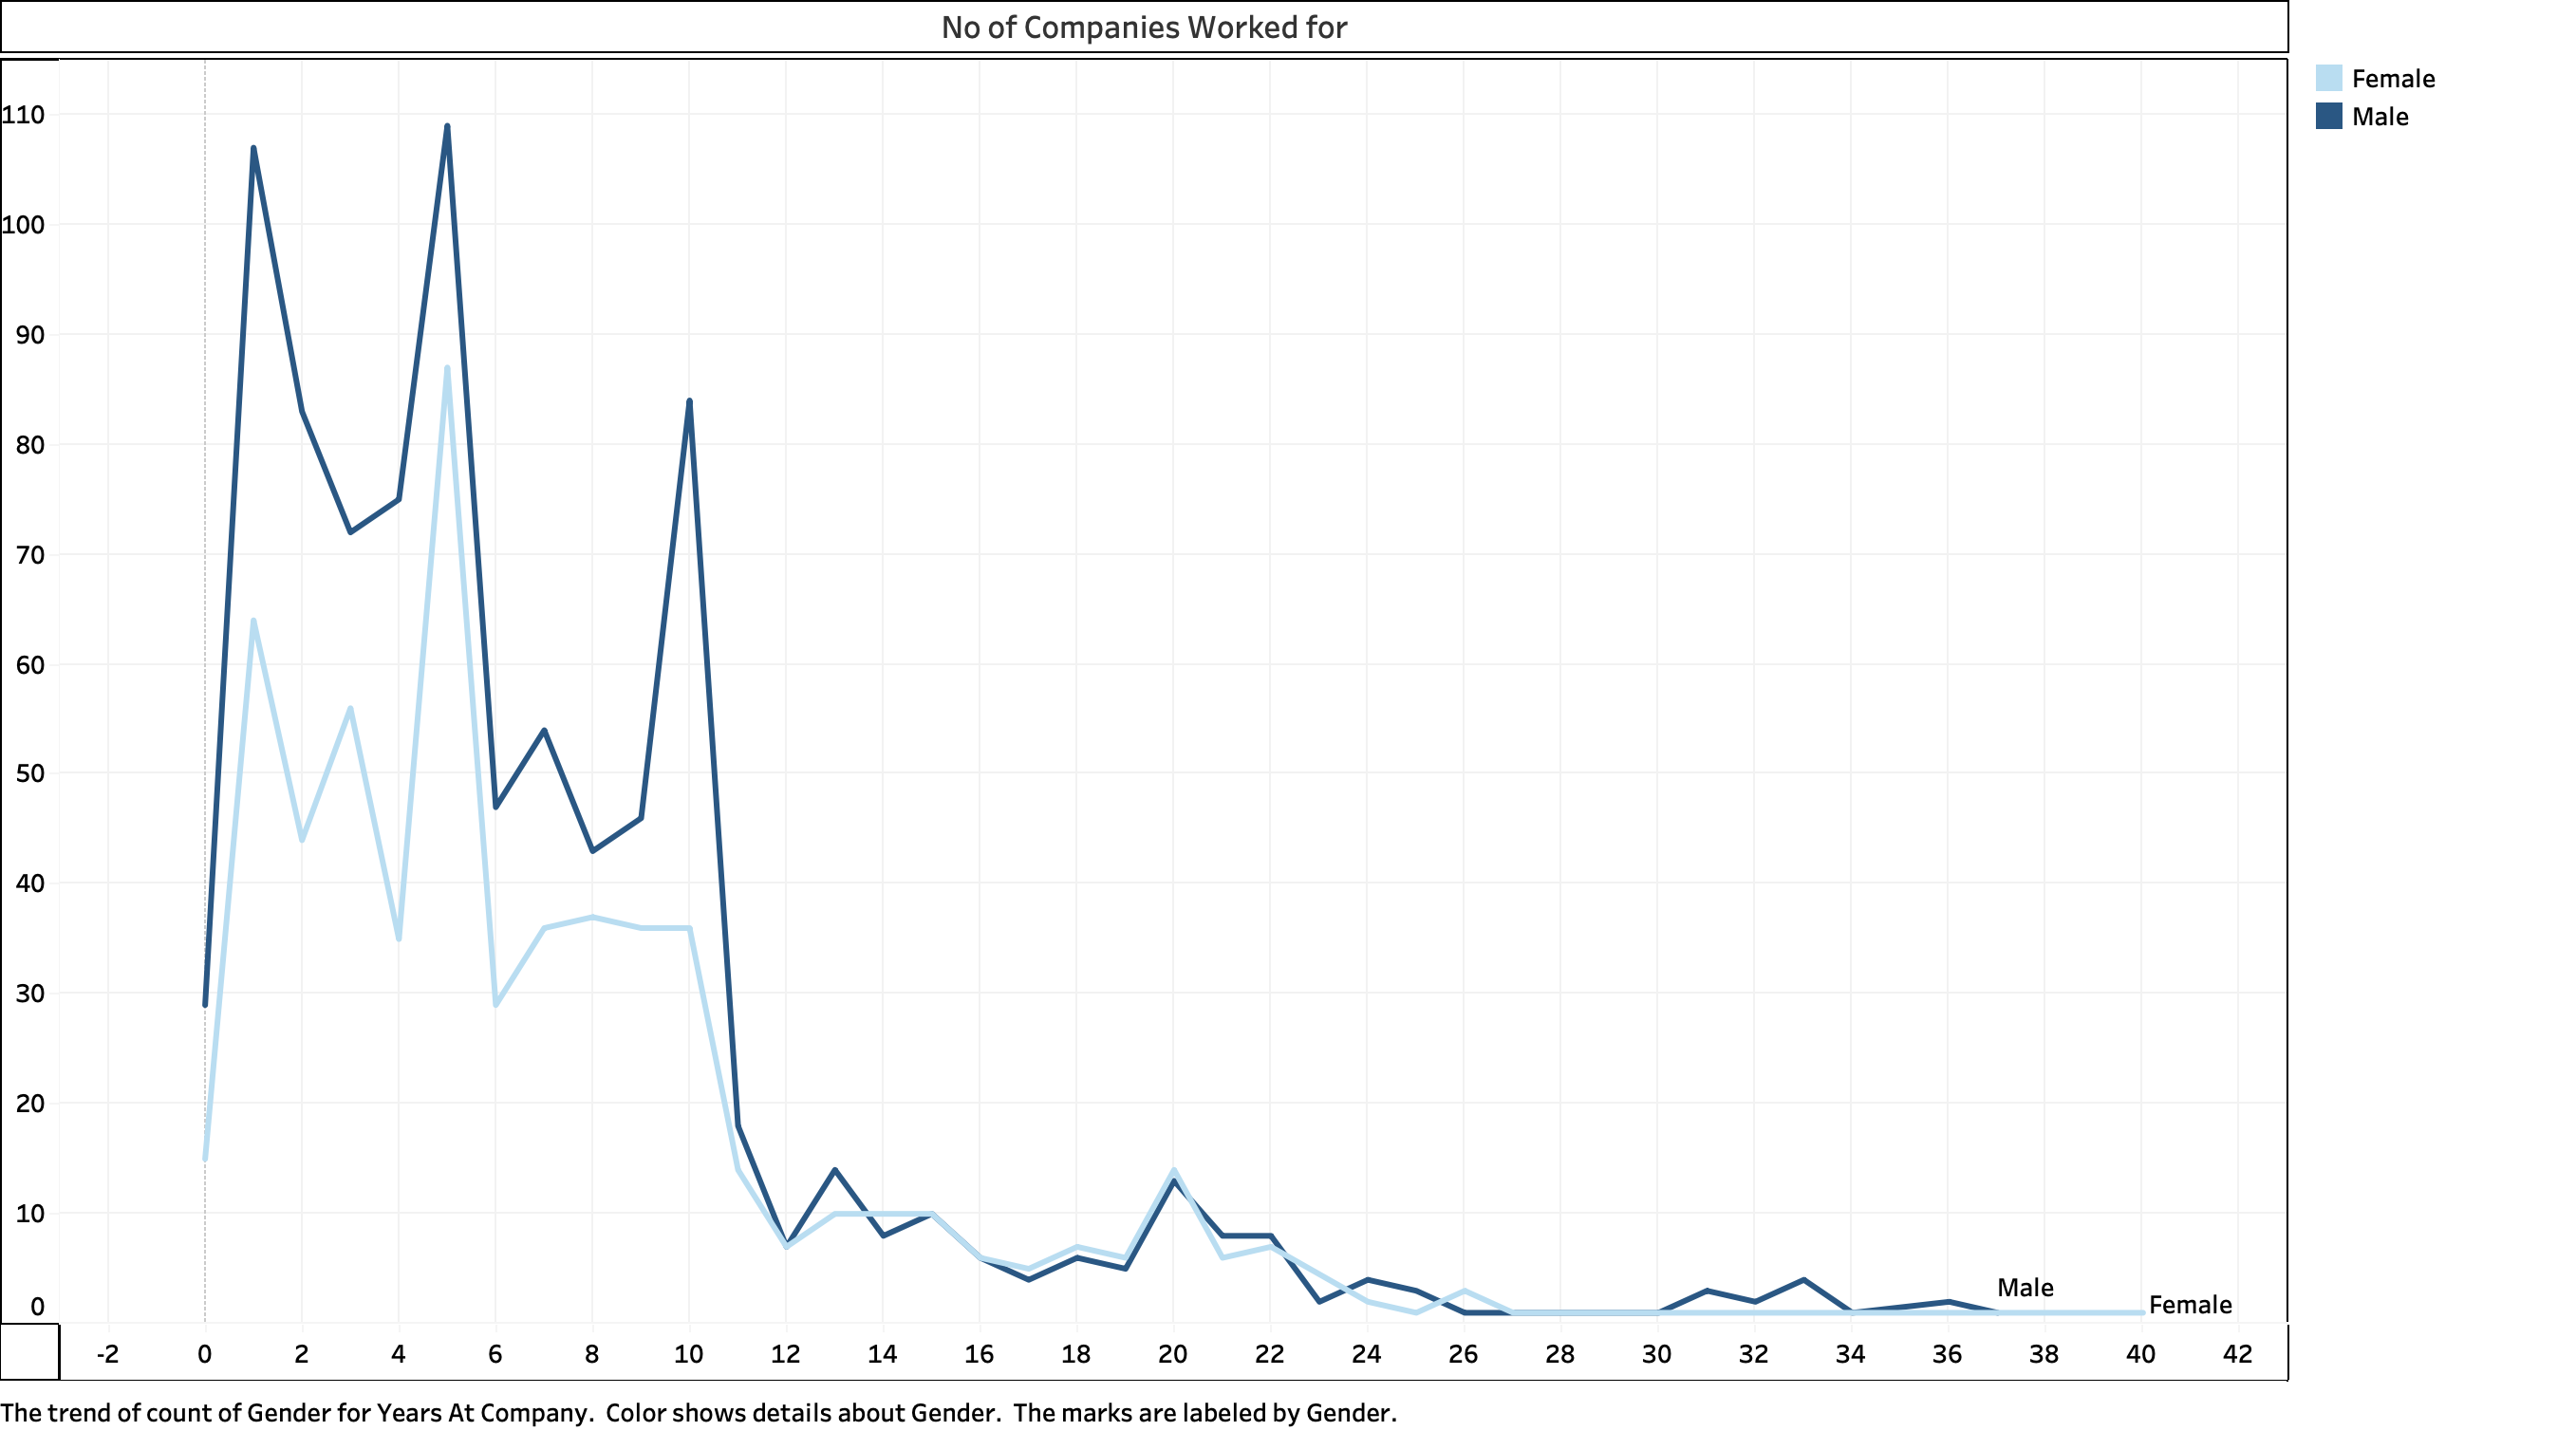 No of Companies Worked for
Female
Male
110
100
90
80
70
60
50
40
30
20
10
0
Male
Female
-2 0 2 4 6 8 10 12 14 16 18 20 22 24 26 28 30 32 34 36 38 40 42
The trend of count of Gender for Years At Company. Color shows details about Gender. The marks are labeled by Gender.